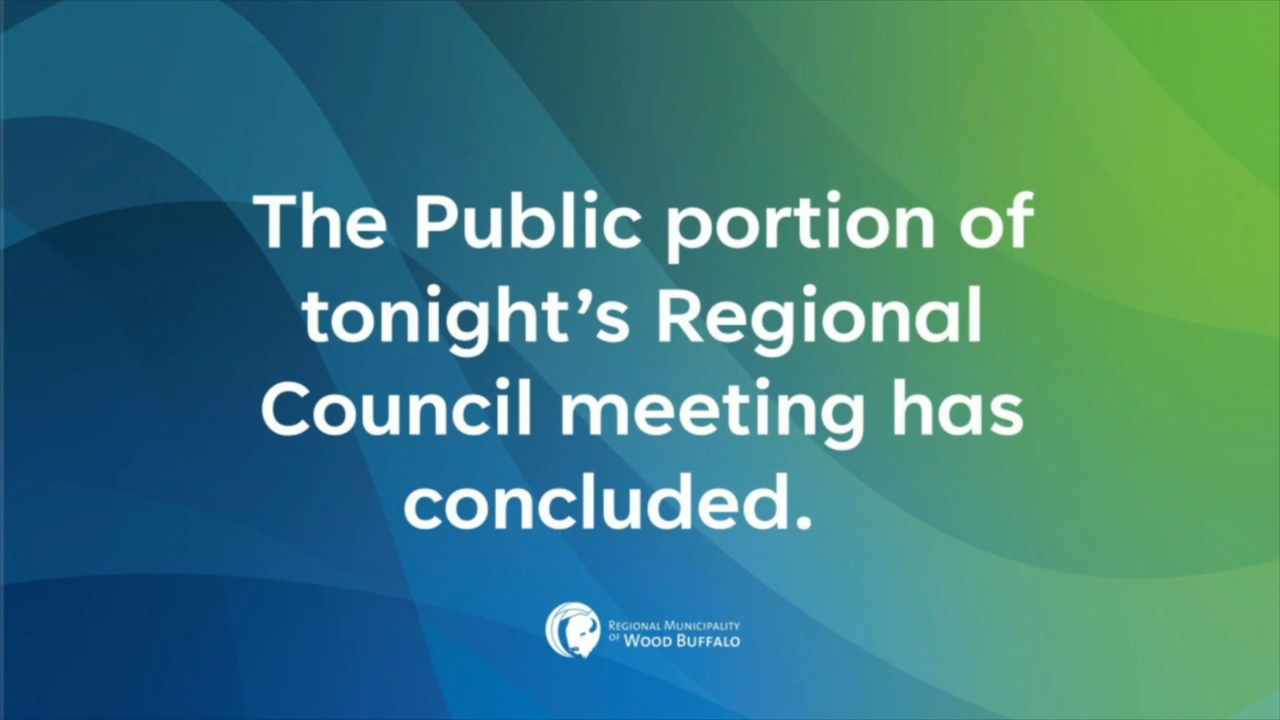 The Public portion of
tonight’s Regional
Council meeting has
concluded.
REGIONAL MUNICIPALITY
OF WOOD BUFFALO